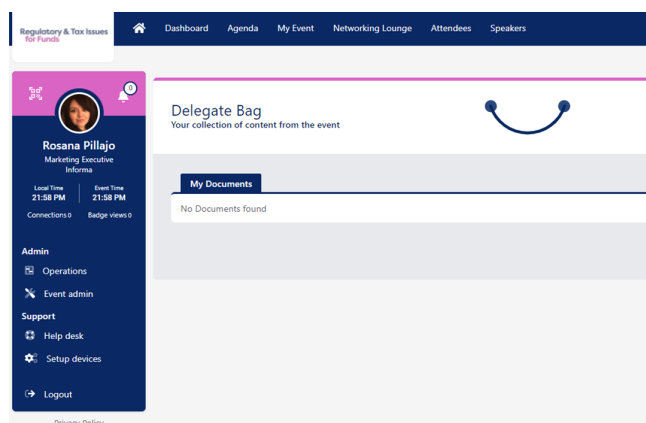 Regulatory & Tax Issues
for Funds
Dashboard Agenda My Event Networking Lounge Attendees Speakers
0
Rosana Pillajo
Marketing Executive
Informa
Local Time Event Time
21:58 PM 21:58 PM
Connections 0 Badge views 0
Admin
Operations
Event admin
Support
Help desk
Setup devices
Logout
Privacy Policy
Delegate Bag
Your collection of content from the event
My Documents
No Documents found